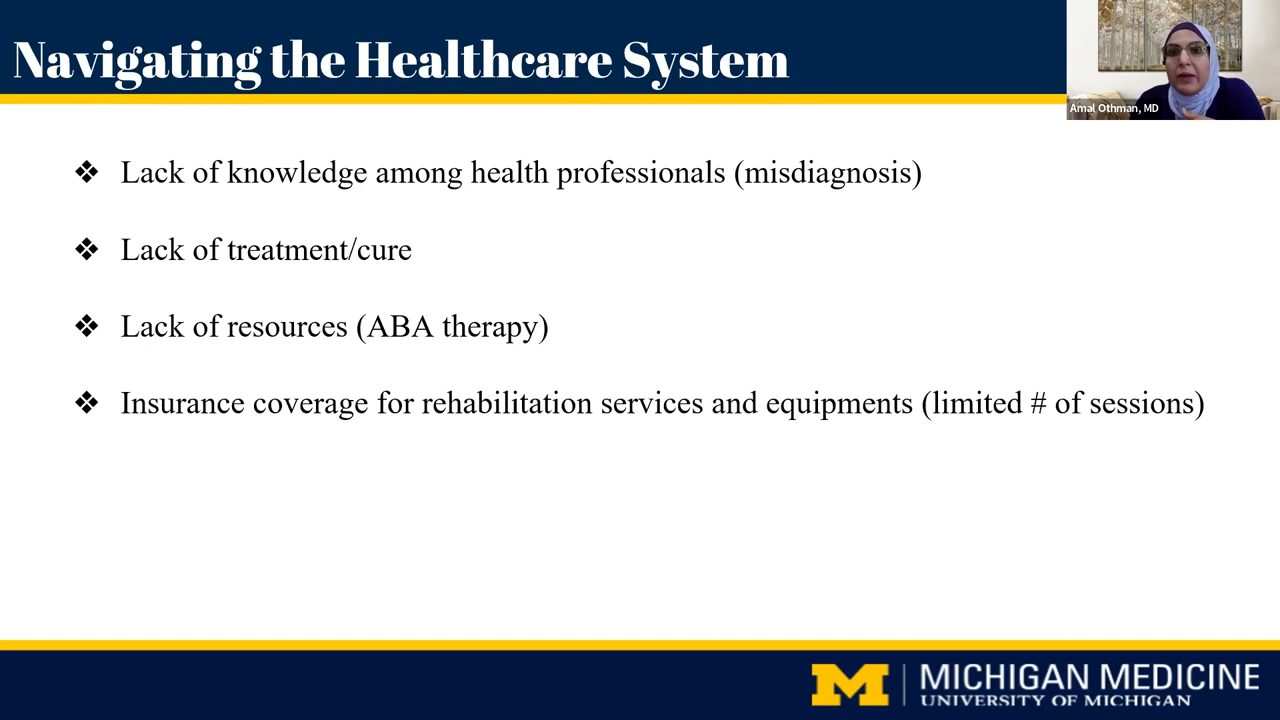 Navigating the Healthcare System
Amal Othman, MD
❖ Lack of knowledge among health professionals (misdiagnosis)
❖ Lack of treatment/cure
❖ Lack of resources (ABA therapy)
❖ Insurance coverage for rehabilitation services and equipments (limited # of sessions)
M | MICHIGAN MEDICINE
UNIVERSITY OF MICHIGAN